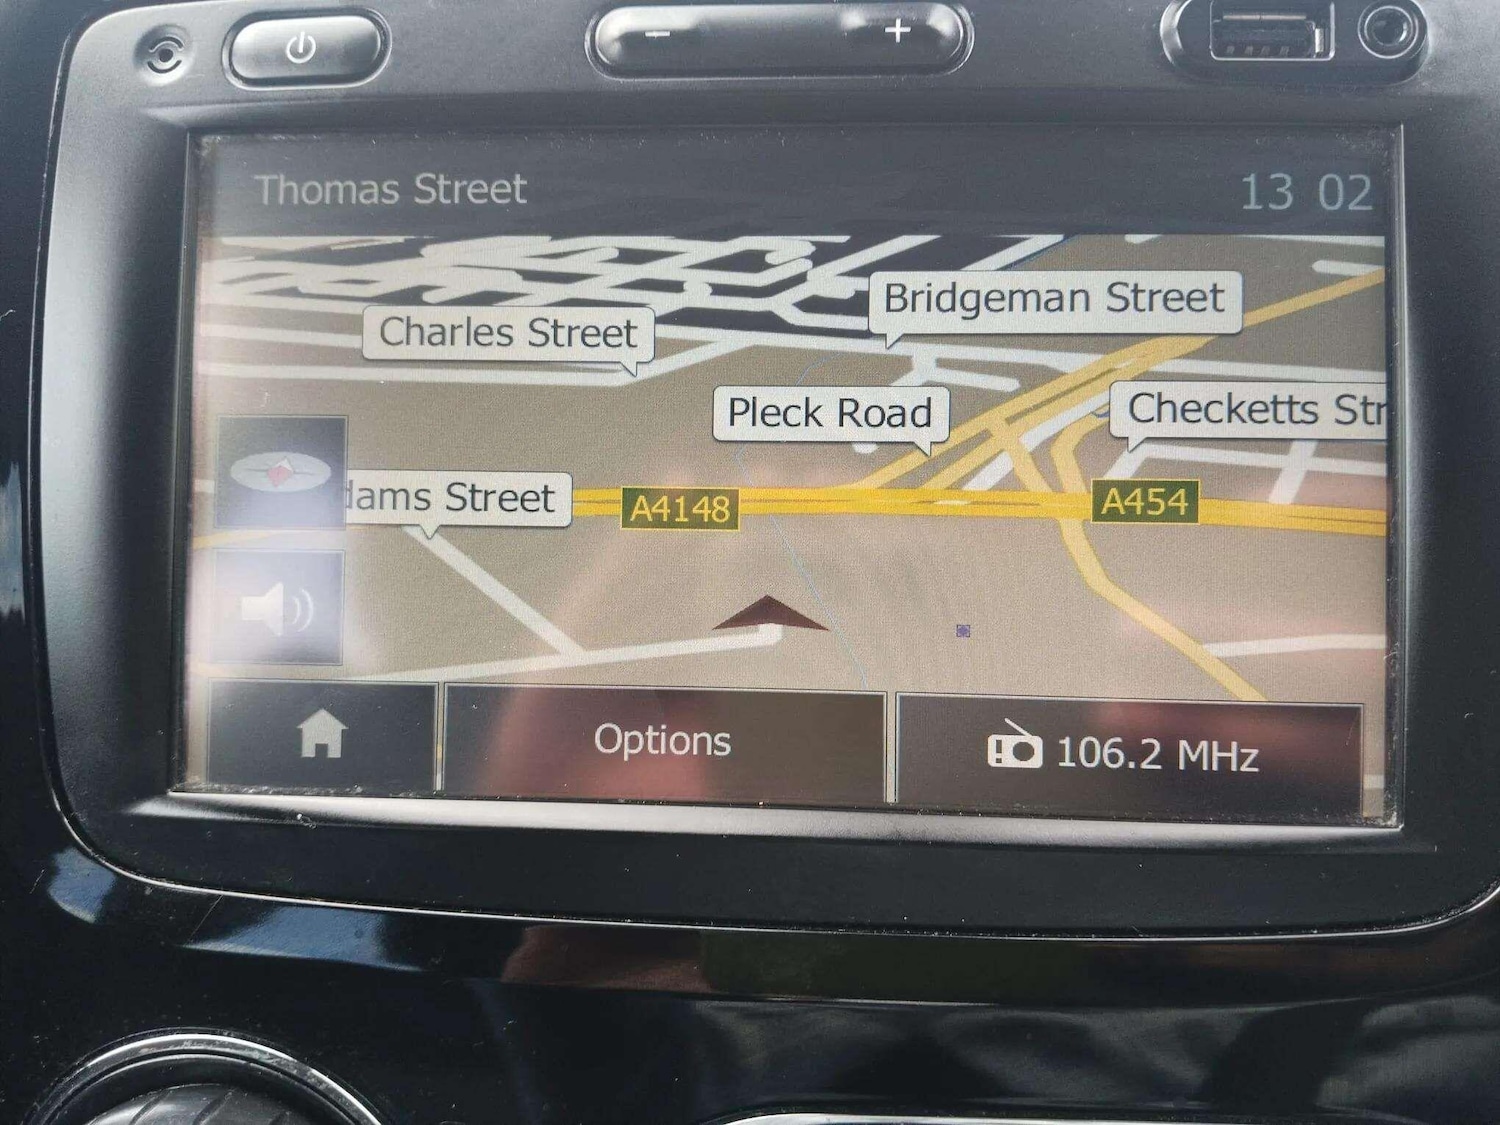 - +
Thomas Street
13 02
Bridgeman Street
Charles Street
Pleck Road
Checketts Str
dams Street
A4148
A454
Options
106.2 MHz